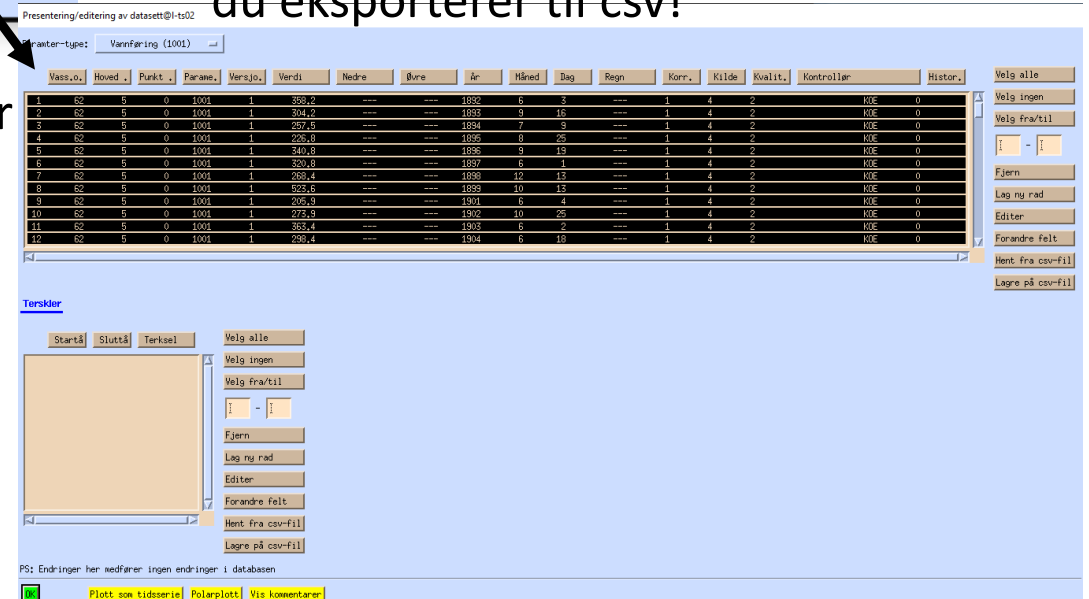 du eksporterer til csv!
r
Presentering/editering av datasett@l-ts02
Paramter-type: Vannføring (1001)
Vass.o. Hoved . Punkt . Parame. Versjo. Verdi Nedre Øvre År Måned Dag Regn Korr. Kilde Kvalit. Kontrollør Histor.
1 62 5 0 1001 1 358.2 --- --- 1892 6 3 --- 1 4 2 KOE 0
2 62 5 0 1001 1 304.2 --- --- 1893 9 16 --- 1 4 2 KOE 0
3 62 5 0 1001 1 257.5 --- --- 1894 7 9 --- 1 4 2 KOE 0
4 62 5 0 1001 1 226.8 --- --- 1895 8 25 --- 1 4 2 KOE 0
5 62 5 0 1001 1 340.8 --- --- 1896 9 19 --- 1 4 2 KOE 0
6 62 5 0 1001 1 320.8 --- --- 1897 6 1 --- 1 4 2 KOE 0
7 62 5 0 1001 1 268.4 --- --- 1898 12 13 --- 1 4 2 KOE 0
8 62 5 0 1001 1 523.6 --- --- 1899 10 13 --- 1 4 2 KOE 0
9 62 5 0 1001 1 205.9 --- --- 1901 6 4 --- 1 4 2 KOE 0
10 62 5 0 1001 1 273.9 --- --- 1902 10 25 --- 1 4 2 KOE 0
11 62 5 0 1001 1 363.4 --- --- 1903 6 2 --- 1 4 2 KOE 0
12 62 5 0 1001 1 298.4 --- --- 1904 6 18 --- 1 4 2 KOE 0
Velg alle
Velg ingen
Velg fra/til
-
Fjern
Lag ny rad
Editer
Forandre felt
Hent fra csv-fil
Lagre på csv-fil
Terskler
Startå Sluttå Terksel
Velg alle
Velg ingen
Velg fra/til
-
Fjern
Lag ny rad
Editer
Forandre felt
Hent fra csv-fil
Lagre på csv-fil
PS: Endringer her medfører ingen endringer i databasen
OK Plott som tidsserie Polarplott Vis kommentarer